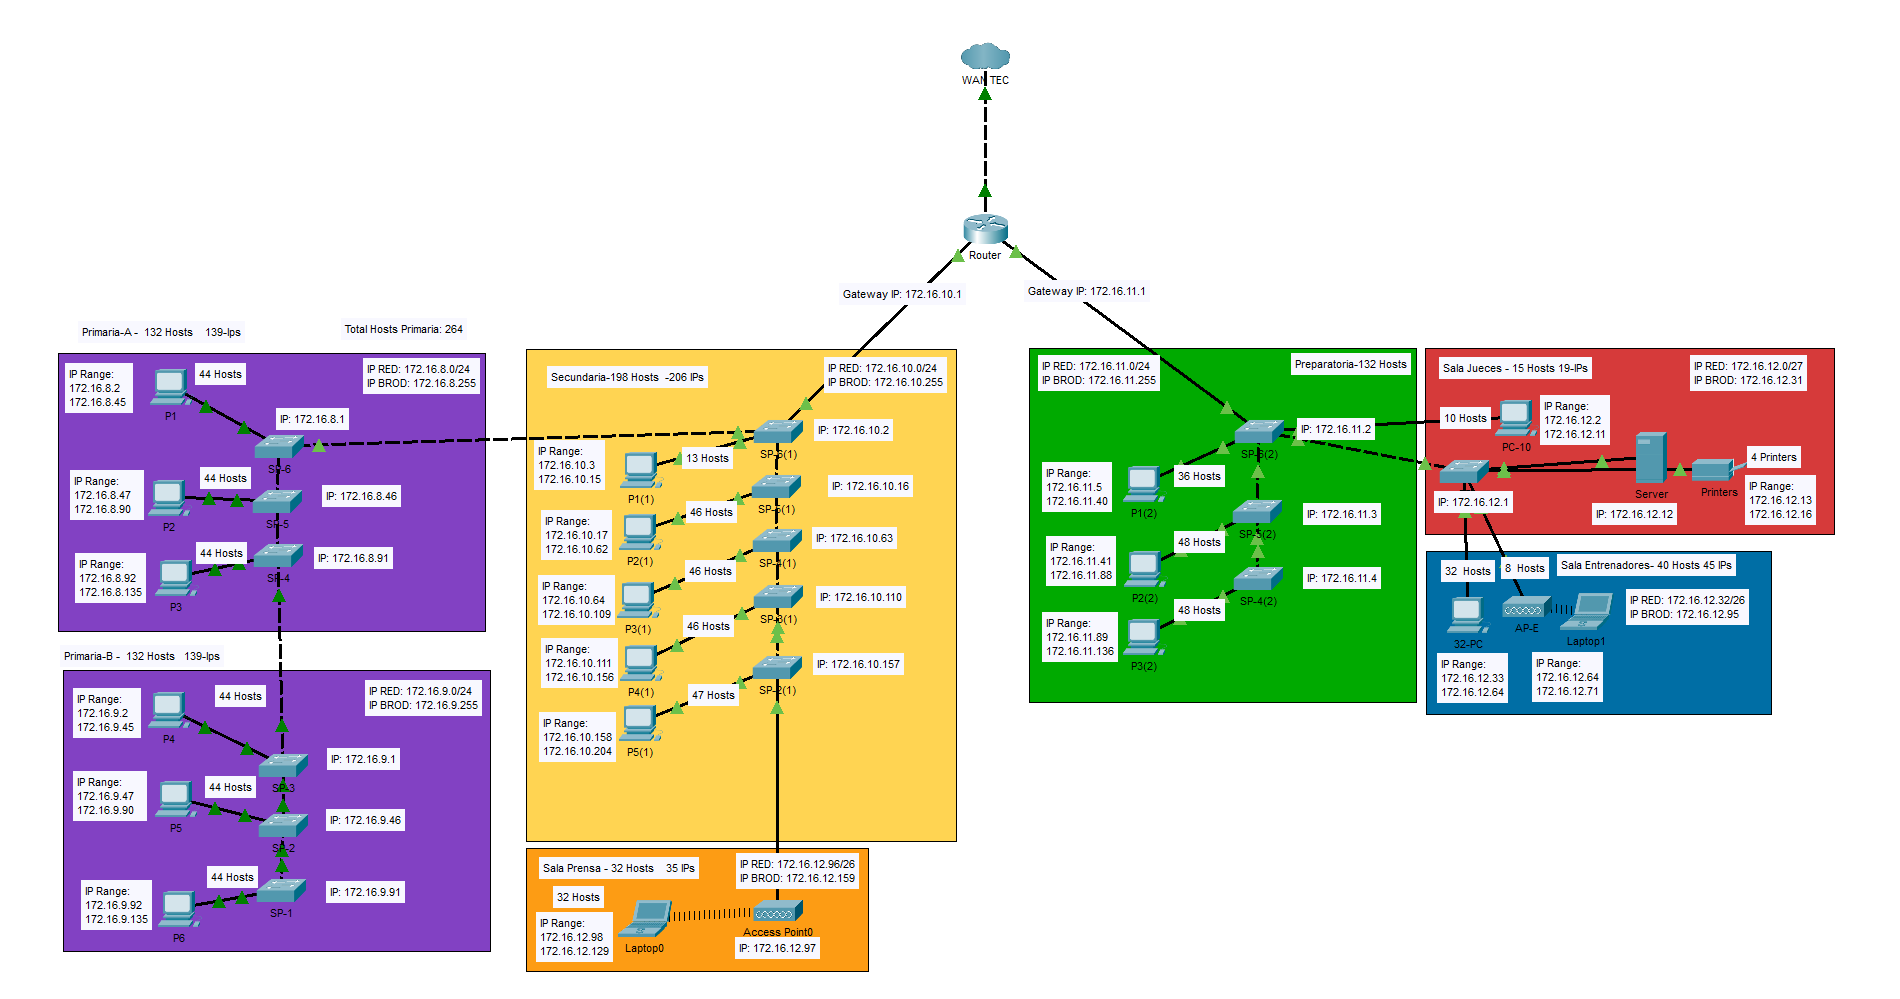 WAN TEC
Router
Gateway IP: 172.16.10.1
Gateway IP: 172.16.11.1
Primaria-A - 132 Hosts 139-Ips
Total Hosts Primaria: 264
IP Range:
172.16.8.2
172.16.8.45
44 Hosts
IP RED: 172.16.8.0/24
IP BROD: 172.16.8.255
P1
IP: 172.16.8.1
SP-6
IP Range:
172.16.8.47
172.16.8.90
44 Hosts
IP: 172.16.8.46
P2
SP-5
IP Range:
172.16.8.92
172.16.8.135
44 Hosts
IP: 172.16.8.91
SP-4
P3
Primaria-B - 132 Hosts 139-Ips
IP Range:
172.16.9.2
172.16.9.45
44 Hosts
IP RED: 172.16.9.0/24
IP BROD: 172.16.9.255
P4
IP: 172.16.9.1
SP-3
IP Range:
172.16.9.47
172.16.9.90
44 Hosts
IP: 172.16.9.46
P5
SP-2
IP Range:
172.16.9.92
172.16.9.135
44 Hosts
IP: 172.16.9.91
SP-1
P6
Secundaria-198 Hosts -206 IPs
IP RED: 172.16.10.0/24
IP BROD: 172.16.10.255
IP: 172.16.10.2
SP-6(1)
IP Range:
172.16.10.3
172.16.10.15
13 Hosts
P1(1)
IP: 172.16.10.16
SP-5(1)
46 Hosts
IP Range:
172.16.10.17
172.16.10.62
P2(1)
IP: 172.16.10.63
SP-4(1)
46 Hosts
IP Range:
172.16.10.64
172.16.10.109
P3(1)
IP: 172.16.10.110
SP-3(1)
46 Hosts
IP Range:
172.16.10.111
172.16.10.156
P4(1)
IP: 172.16.10.157
SP-2(1)
47 Hosts
IP Range:
172.16.10.158
172.16.10.204
P5(1)
Sala Prensa - 32 Hosts 35 IPs
IP RED: 172.16.12.96/26
IP BROD: 172.16.12.159
32 Hosts
IP Range:
172.16.12.98
172.16.12.129
Laptop0
Access Point0
IP: 172.16.12.97
IP RED: 172.16.11.0/24
IP BROD: 172.16.11.255
Preparatoria-132 Hosts
IP: 172.16.11.2
SP-6(2)
IP Range:
172.16.11.5
172.16.11.40
36 Hosts
P1(2)
IP: 172.16.11.3
SP-5(2)
48 Hosts
IP Range:
172.16.11.41
172.16.11.88
P2(2)
IP: 172.16.11.4
SP-4(2)
48 Hosts
IP Range:
172.16.11.89
172.16.11.136
P3(2)
Sala Jueces - 15 Hosts 19-IPs
IP RED: 172.16.12.0/27
IP BROD: 172.16.12.31
10 Hosts
PC-10
IP Range:
172.16.12.2
172.16.12.11
4 Printers
Server
Printers
IP: 172.16.12.1
IP: 172.16.12.12
IP Range:
172.16.12.13
172.16.12.16
Sala Entrenadores- 40 Hosts 45 IPs
32 Hosts
8 Hosts
IP RED: 172.16.12.32/26
IP BROD: 172.16.12.95
32-PC
AP-E
Laptop1
IP Range:
172.16.12.33
172.16.12.64
IP Range:
172.16.12.64
172.16.12.71